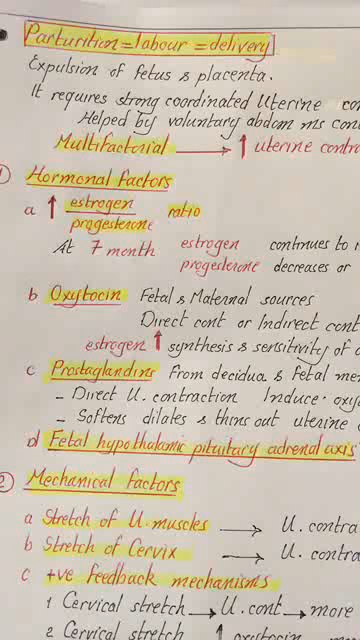 Parturition = labour = delivery
Expulsion of fetus & placenta.
It requires strong coordinated Uterine
Helped by voluntary abdom ms
Multifactorial → ↑ uterine
Hormonal factors
a ↑ estrogen ratio
progesterone
At 7 month estrogen continues to
progesterone decreases or
b Oxytocin Fetal & Maternal sources
Direct cont or Indirect cont
estrogen ↑ synthesis & sensitivity of
c Prostaglandins From decidua & fetal
- Direct U. contraction Induce
- Softens dilates & thins out uterine
d Fetal hypothalamic pituitary adrenal axis
2 Mechanical factors
a Stretch of U. muscles → U. contra
b Stretch of Cervix → U. contra
c +ve feedback mechanisms
1 Cervical stretch → U. cont → more
2 Cervical stretch ↑